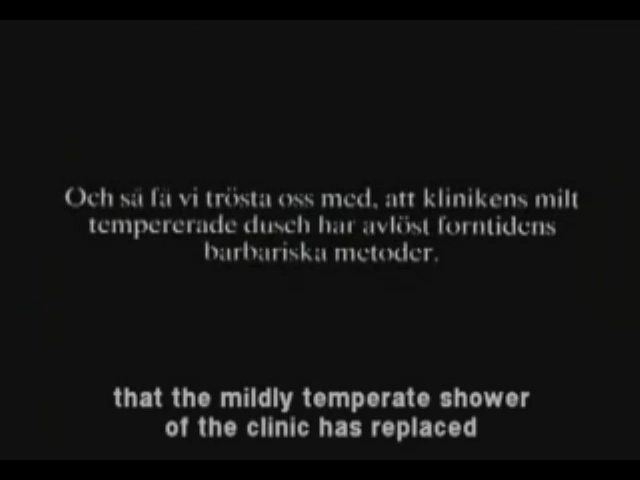 Och så få vi trösta oss med, att klinikens milt
tempererade dusch har avlöst forntidens
barbariska metoder.
that the mildly temperate shower
of the clinic has replaced